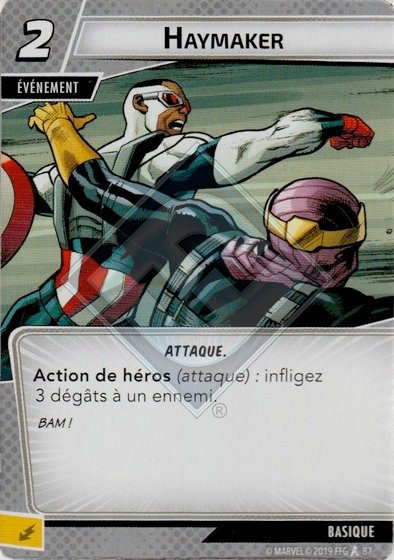 2
HAYMAKER
ÉVÉNEMENT
ATTAQUE.
Action de héros (attaque) : infligez
3 dégâts à un ennemi.
BAM !
BASIQUE
© MARVEL © 2019 FFG A 87